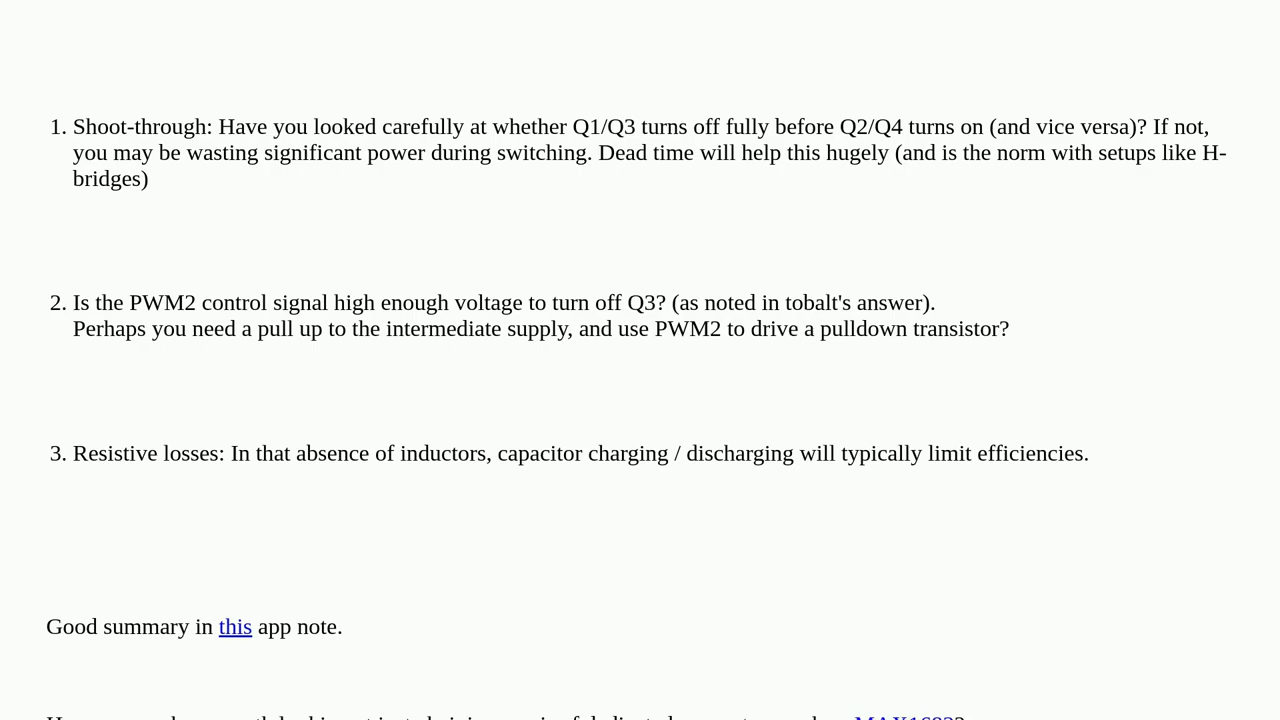 1. Shoot-through: Have you looked carefully at whether Q1/Q3 turns off fully before Q2/Q4 turns on (and vice versa)? If not,
you may be wasting significant power during switching. Dead time will help this hugely (and is the norm with setups like H-
bridges)
2. Is the PWM2 control signal high enough voltage to turn off Q3? (as noted in tobalt's answer).
Perhaps you need a pull up to the intermediate supply, and use PWM2 to drive a pulldown transistor?
3. Resistive losses: In that absence of inductors, capacitor charging / discharging will typically limit efficiencies.
Good summary in this app note.